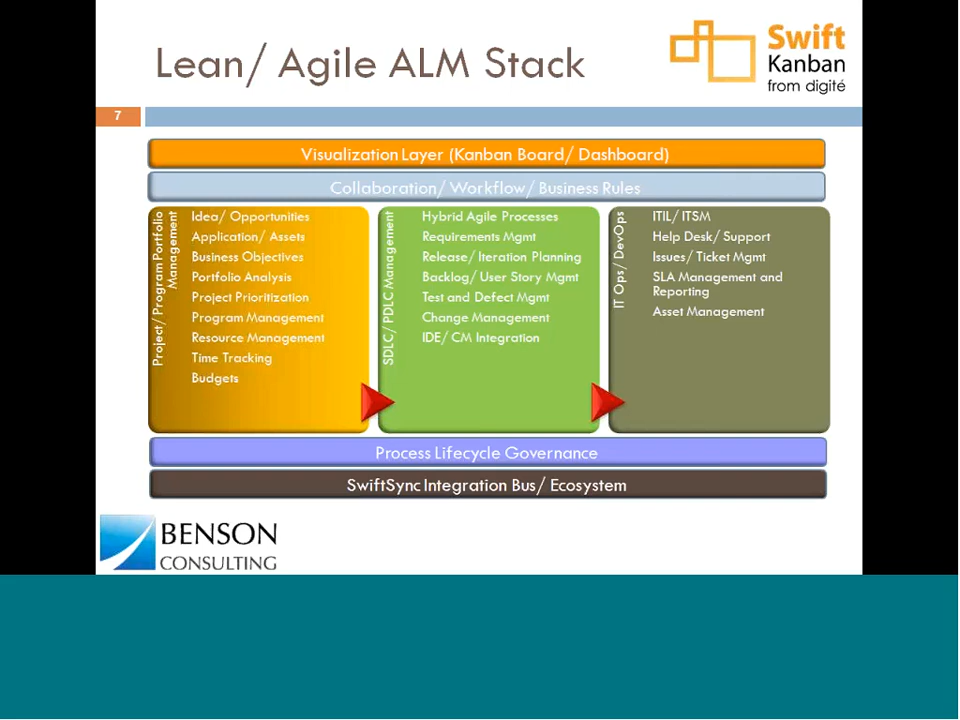 Lean/ Agile ALM Stack
Swift
Kanban
from digité
7
Visualization Layer (Kanban Board/ Dashboard)
Collaboration/ Workflow/ Business Rules
Project/ Program Portfolio
Management
Idea/ Opportunities
Application/ Assets
Business Objectives
Portfolio Analysis
Project Prioritization
Program Management
Resource Management
Time Tracking
Budgets
SDLC/ PDLC Management
Hybrid Agile Processes
Requirements Mgmt
Release/ Iteration Planning
Backlog/ User Story Mgmt
Test and Defect Mgmt
Change Management
IDE/ CM Integration
IT Ops/ DevOps
ITIL/ ITSM
Help Desk/ Support
Issues/ Ticket Mgmt
SLA Management and
Reporting
Asset Management
Process Lifecycle Governance
SwiftSync Integration Bus/ Ecosystem
BENSON
CONSULTING